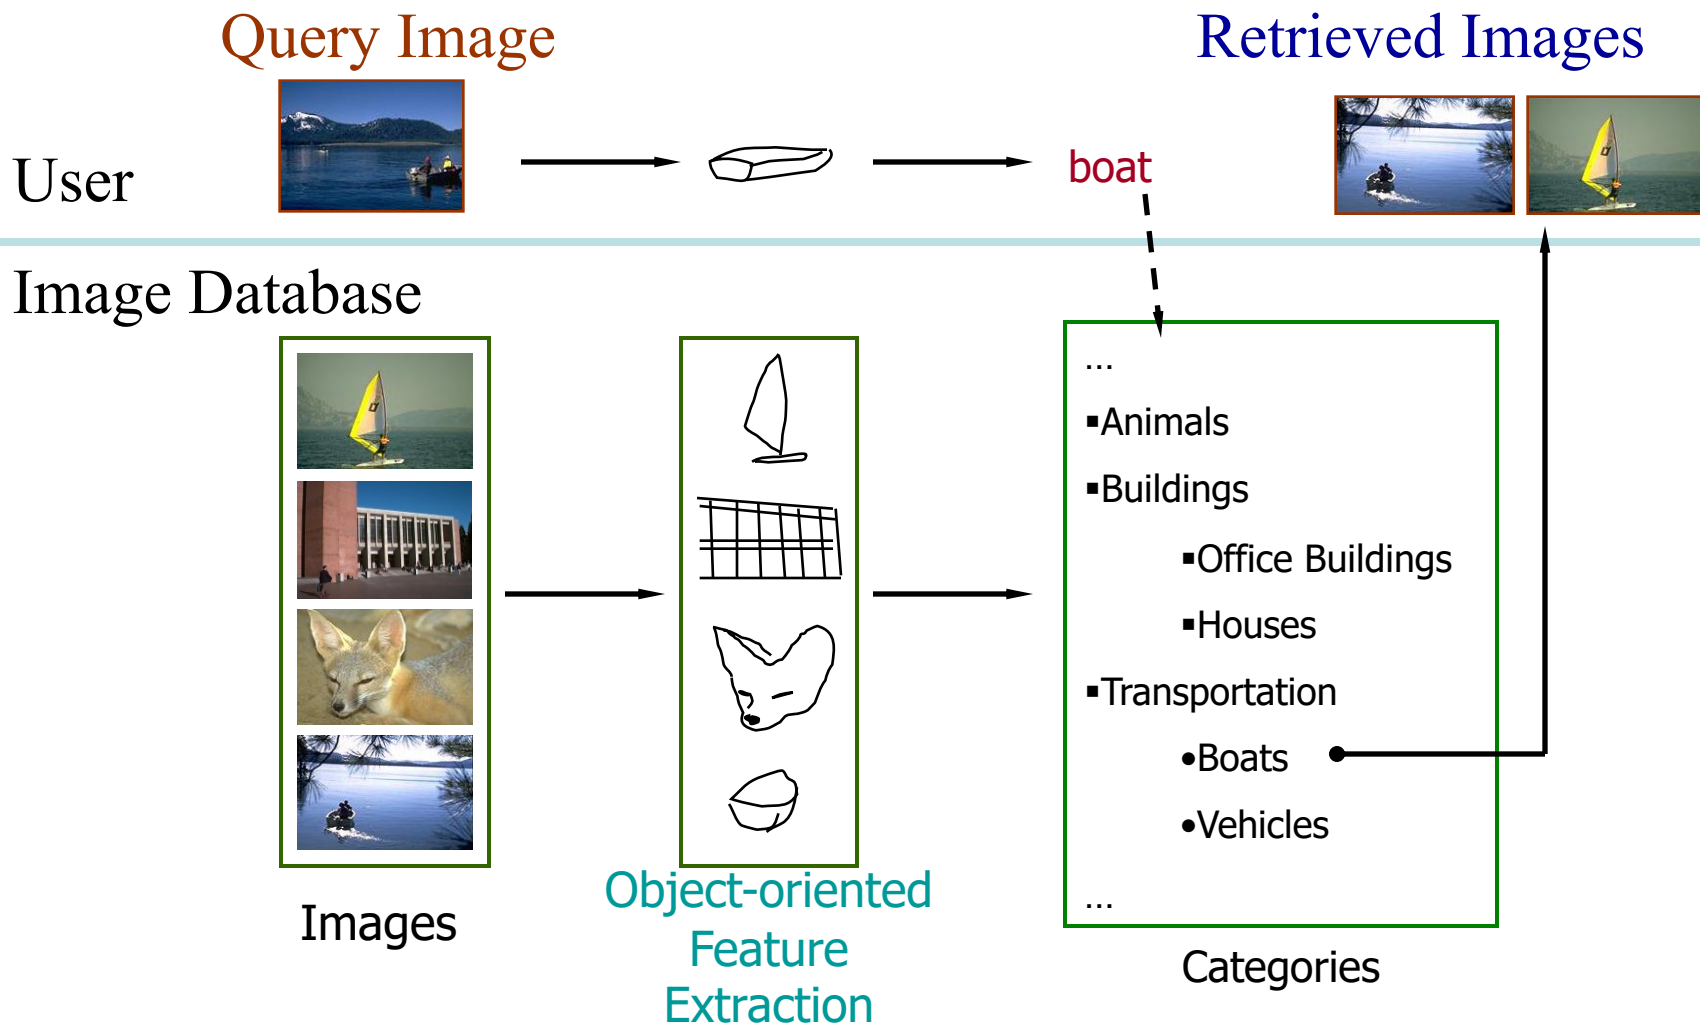 Query Image
Retrieved Images
User
boat
Image Database
...
▪Animals
▪Buildings
▪Office Buildings
▪Houses
▪Transportation
•Boats
•Vehicles
...
Images
Object-oriented
Feature
Extraction
Categories